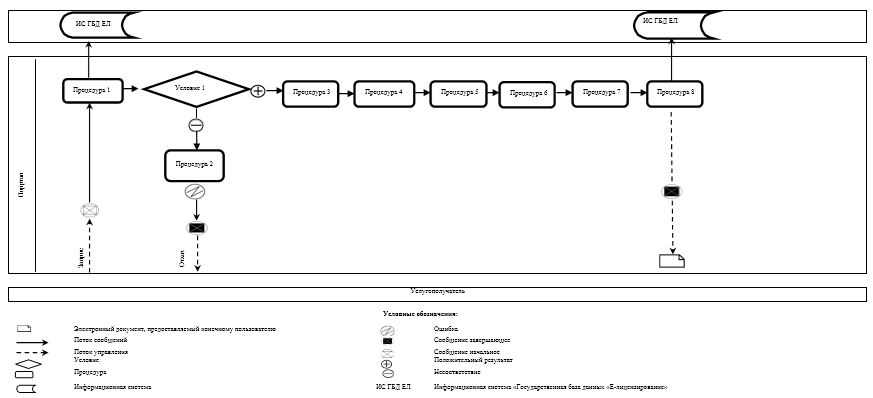 ИС ГБД ЕЛ
ИС ГБД ЕЛ
Процедура 1
Условие 1
Процедура 3
Процедура 4
Процедура 5
Процедура 6
Процедура 7
Процедура 8
Процедура 2
Портал
Запрос
Отказ
Услугополучатель
Условные обозначения:
Электронный документ, предоставляемый конечному пользователю
Поток сообщений
Поток управления
Условие
Процедура
Информационная система
Ошибка
Сообщение завершающее
Сообщение начальное
Положительный результат
Несоответствие
ИС ГБД ЕЛ
Информационная система «Государственная база данных «Е-лицензирование»